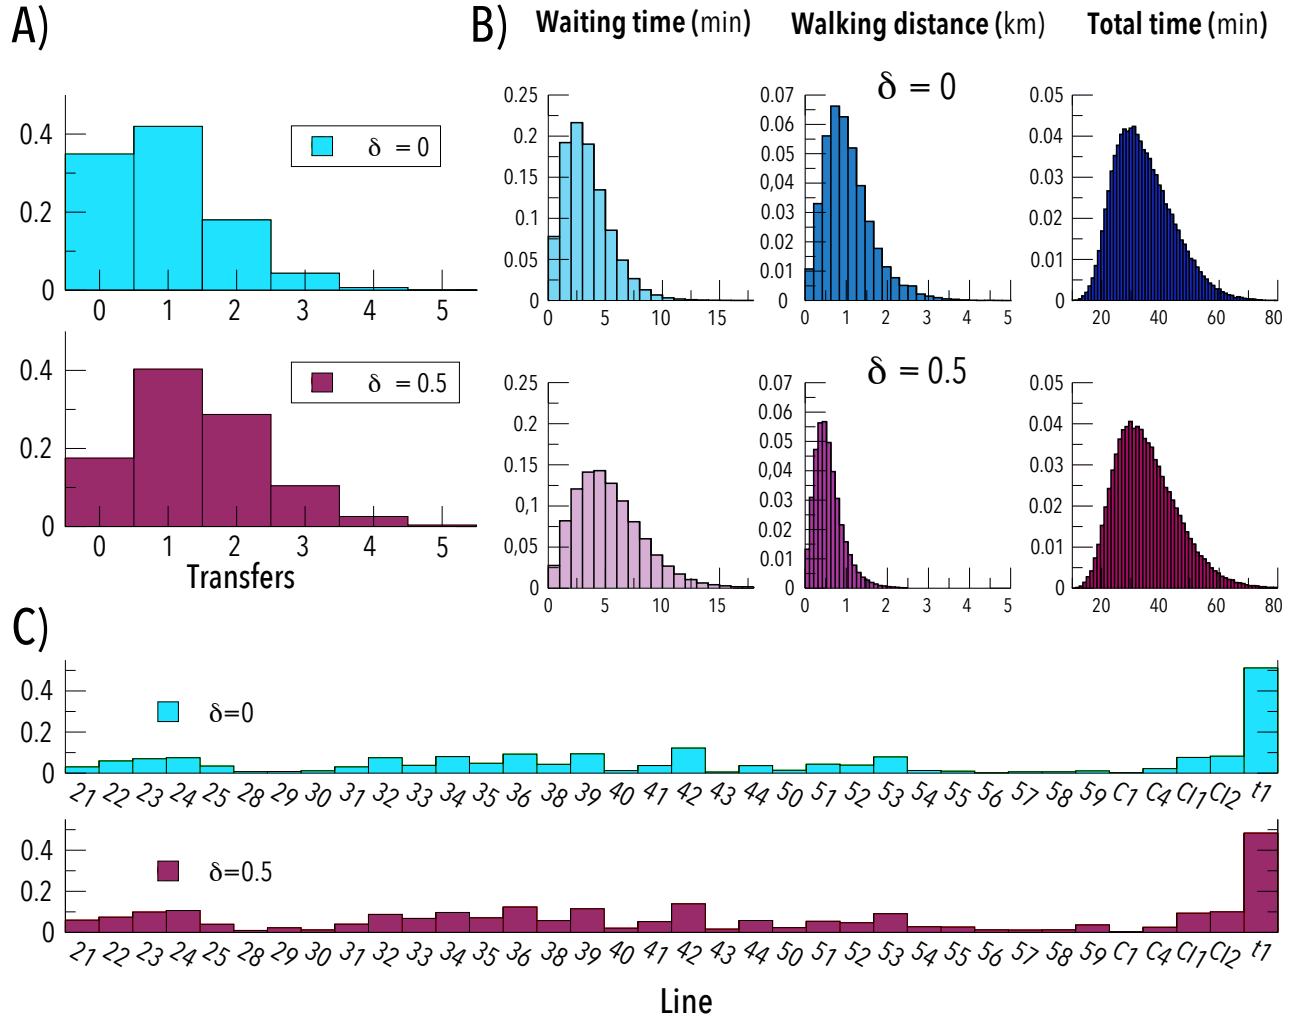 A)
0.4
0.2
0
0 1 2 3 4 5
δ = 0
0.4
0.2
0
0 1 2 3 4 5
δ = 0.5
Transfers
B)
Waiting time (min)
Walking distance (km)
Total time (min)
δ = 0
0.25
0.2
0.15
0.1
0.05
0
0 5 10 15
0.07
0.06
0.05
0,04
0.03
0.02
0.01
0
0 1 2 3 4 5
0.05
0.04
0.03
0.02
0.01
0
20 40 60 80
δ = 0.5
0.25
0.2
0.15
0,1
0,05
0
0 5 10 15
0.07
0.06
0.05
0,04
0.03
0.02
0.01
0
0 1 2 3 4 5
0.05
0.04
0.03
0.02
0.01
0
20 40 60 80
C)
0.4
0.2
0
δ=0
21 22 23 24 25 28 29 30 31 32 33 34 35 36 38 39 40 41 42 43 44 50 51 52 53 54 55 56 57 58 59 C1 C4 CI1 CI2 t1
0.4
0.2
0
δ=0.5
21 22 23 24 25 28 29 30 31 32 33 34 35 36 38 39 40 41 42 43 44 50 51 52 53 54 55 56 57 58 59 C1 C4 CI1 CI2 t1
Line